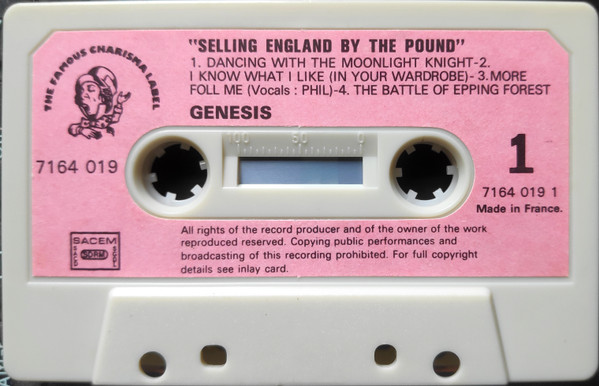 THE FAMOUS CHARISMA LABEL
"SELLING ENGLAND BY THE POUND"
1. DANCING WITH THE MOONLIGHT KNIGHT-2.
I KNOW WHAT I LIKE (IN YOUR WARDROBE)- 3.MORE
FOLL ME (Vocals : PHIL)-4. THE BATTLE OF EPPING FOREST
GENESIS
100 50 0
1
7164 019
7164 019 1
Made in France.
SACEM
SDRM
All rights of the record producer and of the owner of the work
reproduced reserved. Copying public performances and
broadcasting of this recording prohibited. For full copyright
details see inlay card.